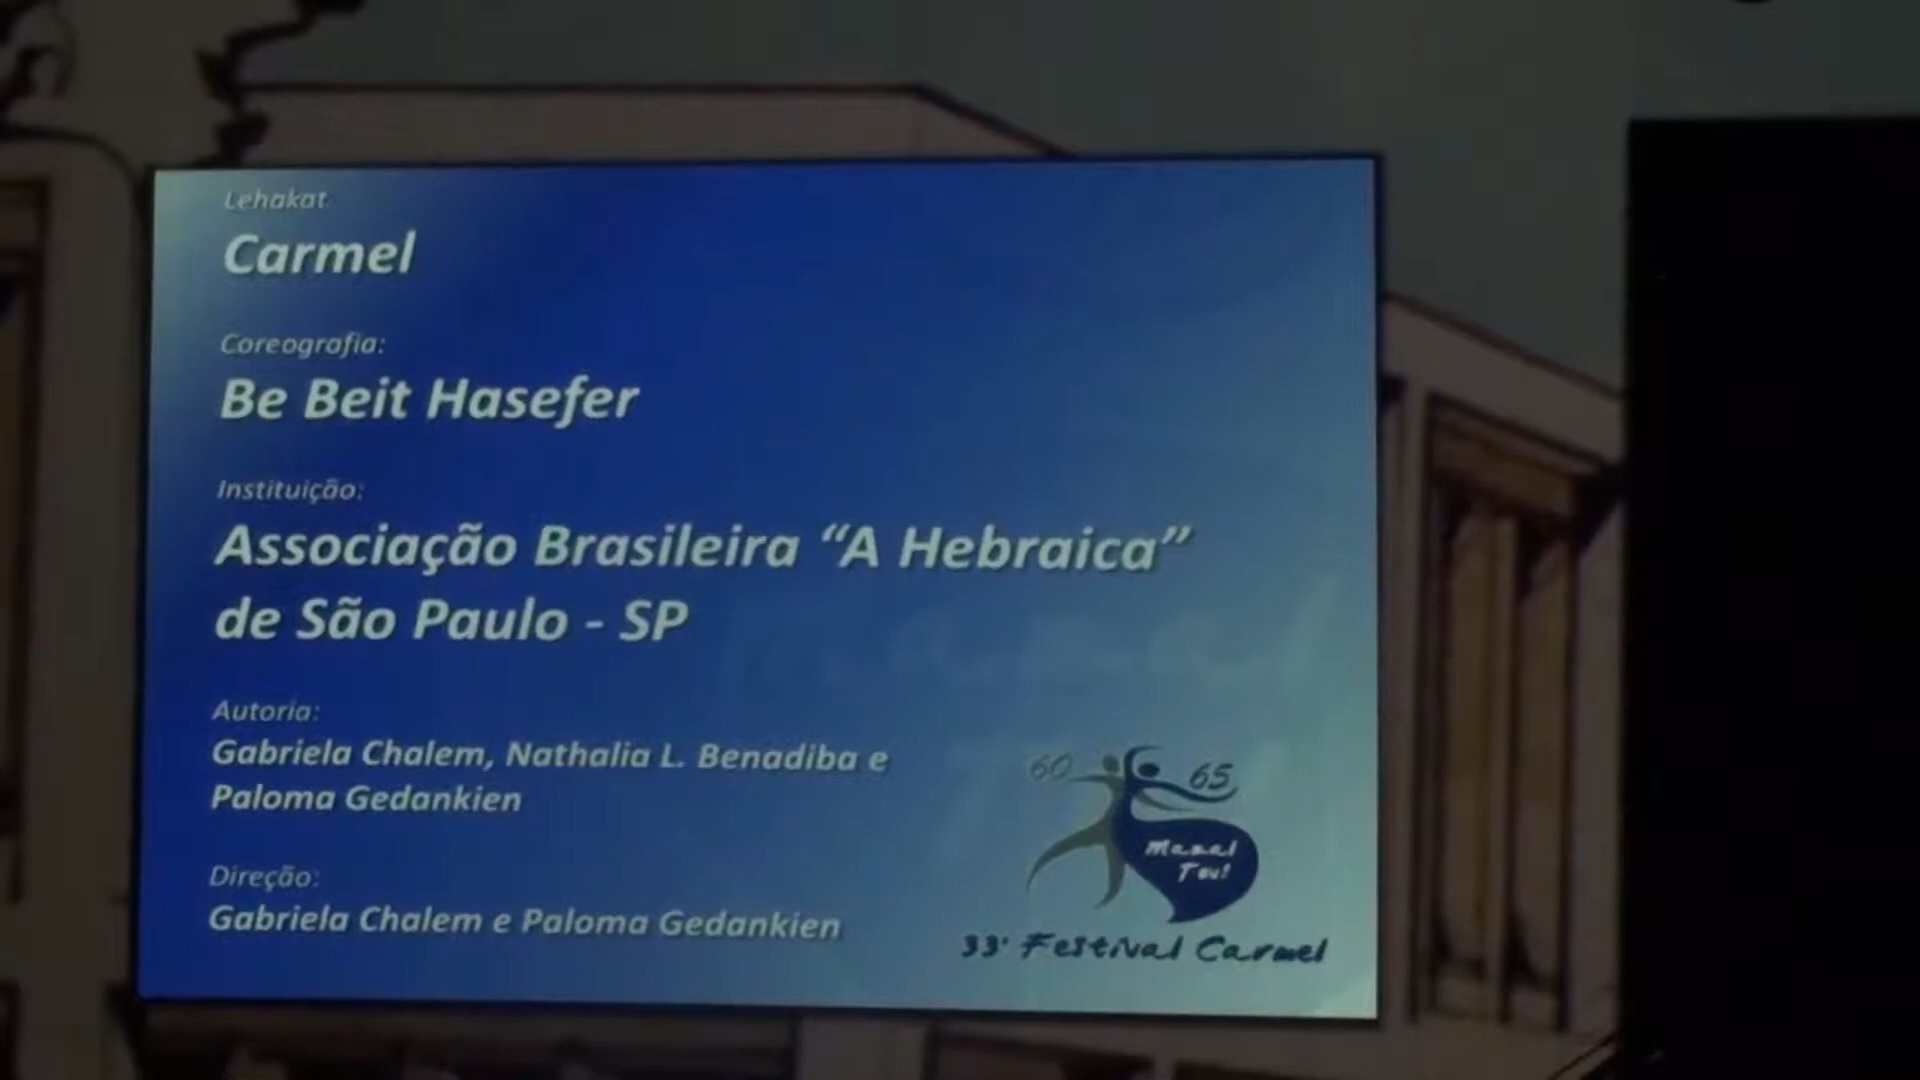 Lehakat
Carmel
Coreografia:
Be Beit Hasefer
Instituição:
Associação Brasileira “A Hebraica”
de São Paulo - SP
Autoria:
Gabriela Chalem, Nathalia L. Benadiba e
Paloma Gedankien
Direção:
Gabriela Chalem e Paloma Gedankien
60 65
Mazal
Tov!
33º Festival Carmel